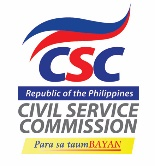 CSC
Republic of the Philippines
CIVIL SERVICE
COMMISSION
Para sa taumBAYAN